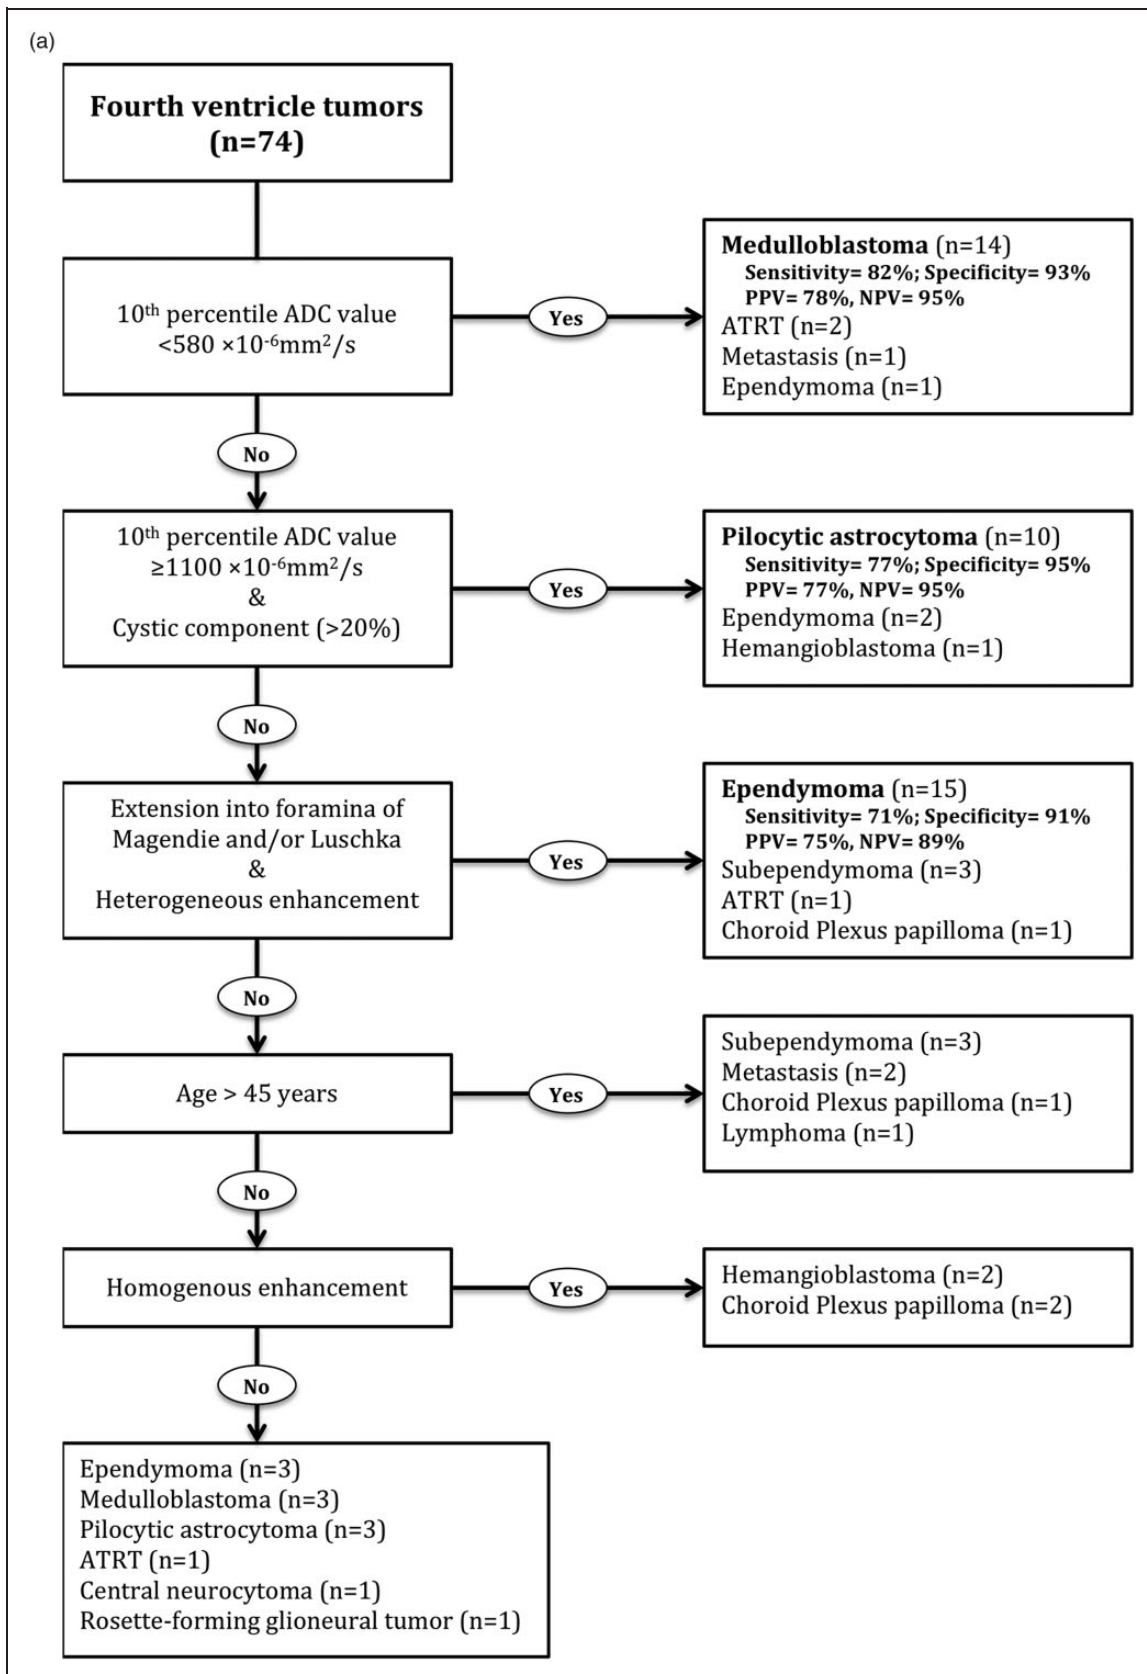 (a)
Fourth ventricle tumors
(n=74)
10th percentile ADC value
<580 ×10-6mm2/s
Yes
Medulloblastoma (n=14)
Sensitivity= 82%; Specificity= 93%
PPV= 78%, NPV= 95%
ATRT (n=2)
Metastasis (n=1)
Ependymoma (n=1)
No
10th percentile ADC value
≥1100 ×10-6mm2/s
&
Cystic component (>20%)
Yes
Pilocytic astrocytoma (n=10)
Sensitivity= 77%; Specificity= 95%
PPV= 77%, NPV= 95%
Ependymoma (n=2)
Hemangioblastoma (n=1)
No
Extension into foramina of
Magendie and/or Luschka
&
Heterogeneous enhancement
Yes
Ependymoma (n=15)
Sensitivity= 71%; Specificity= 91%
PPV= 75%, NPV= 89%
Subependymoma (n=3)
ATRT (n=1)
Choroid Plexus papilloma (n=1)
No
Age > 45 years
Yes
Subependymoma (n=3)
Metastasis (n=2)
Choroid Plexus papilloma (n=1)
Lymphoma (n=1)
No
Homogenous enhancement
Yes
Hemangioblastoma (n=2)
Choroid Plexus papilloma (n=2)
No
Ependymoma (n=3)
Medulloblastoma (n=3)
Pilocytic astrocytoma (n=3)
ATRT (n=1)
Central neurocytoma (n=1)
Rosette-forming glioneural tumor (n=1)